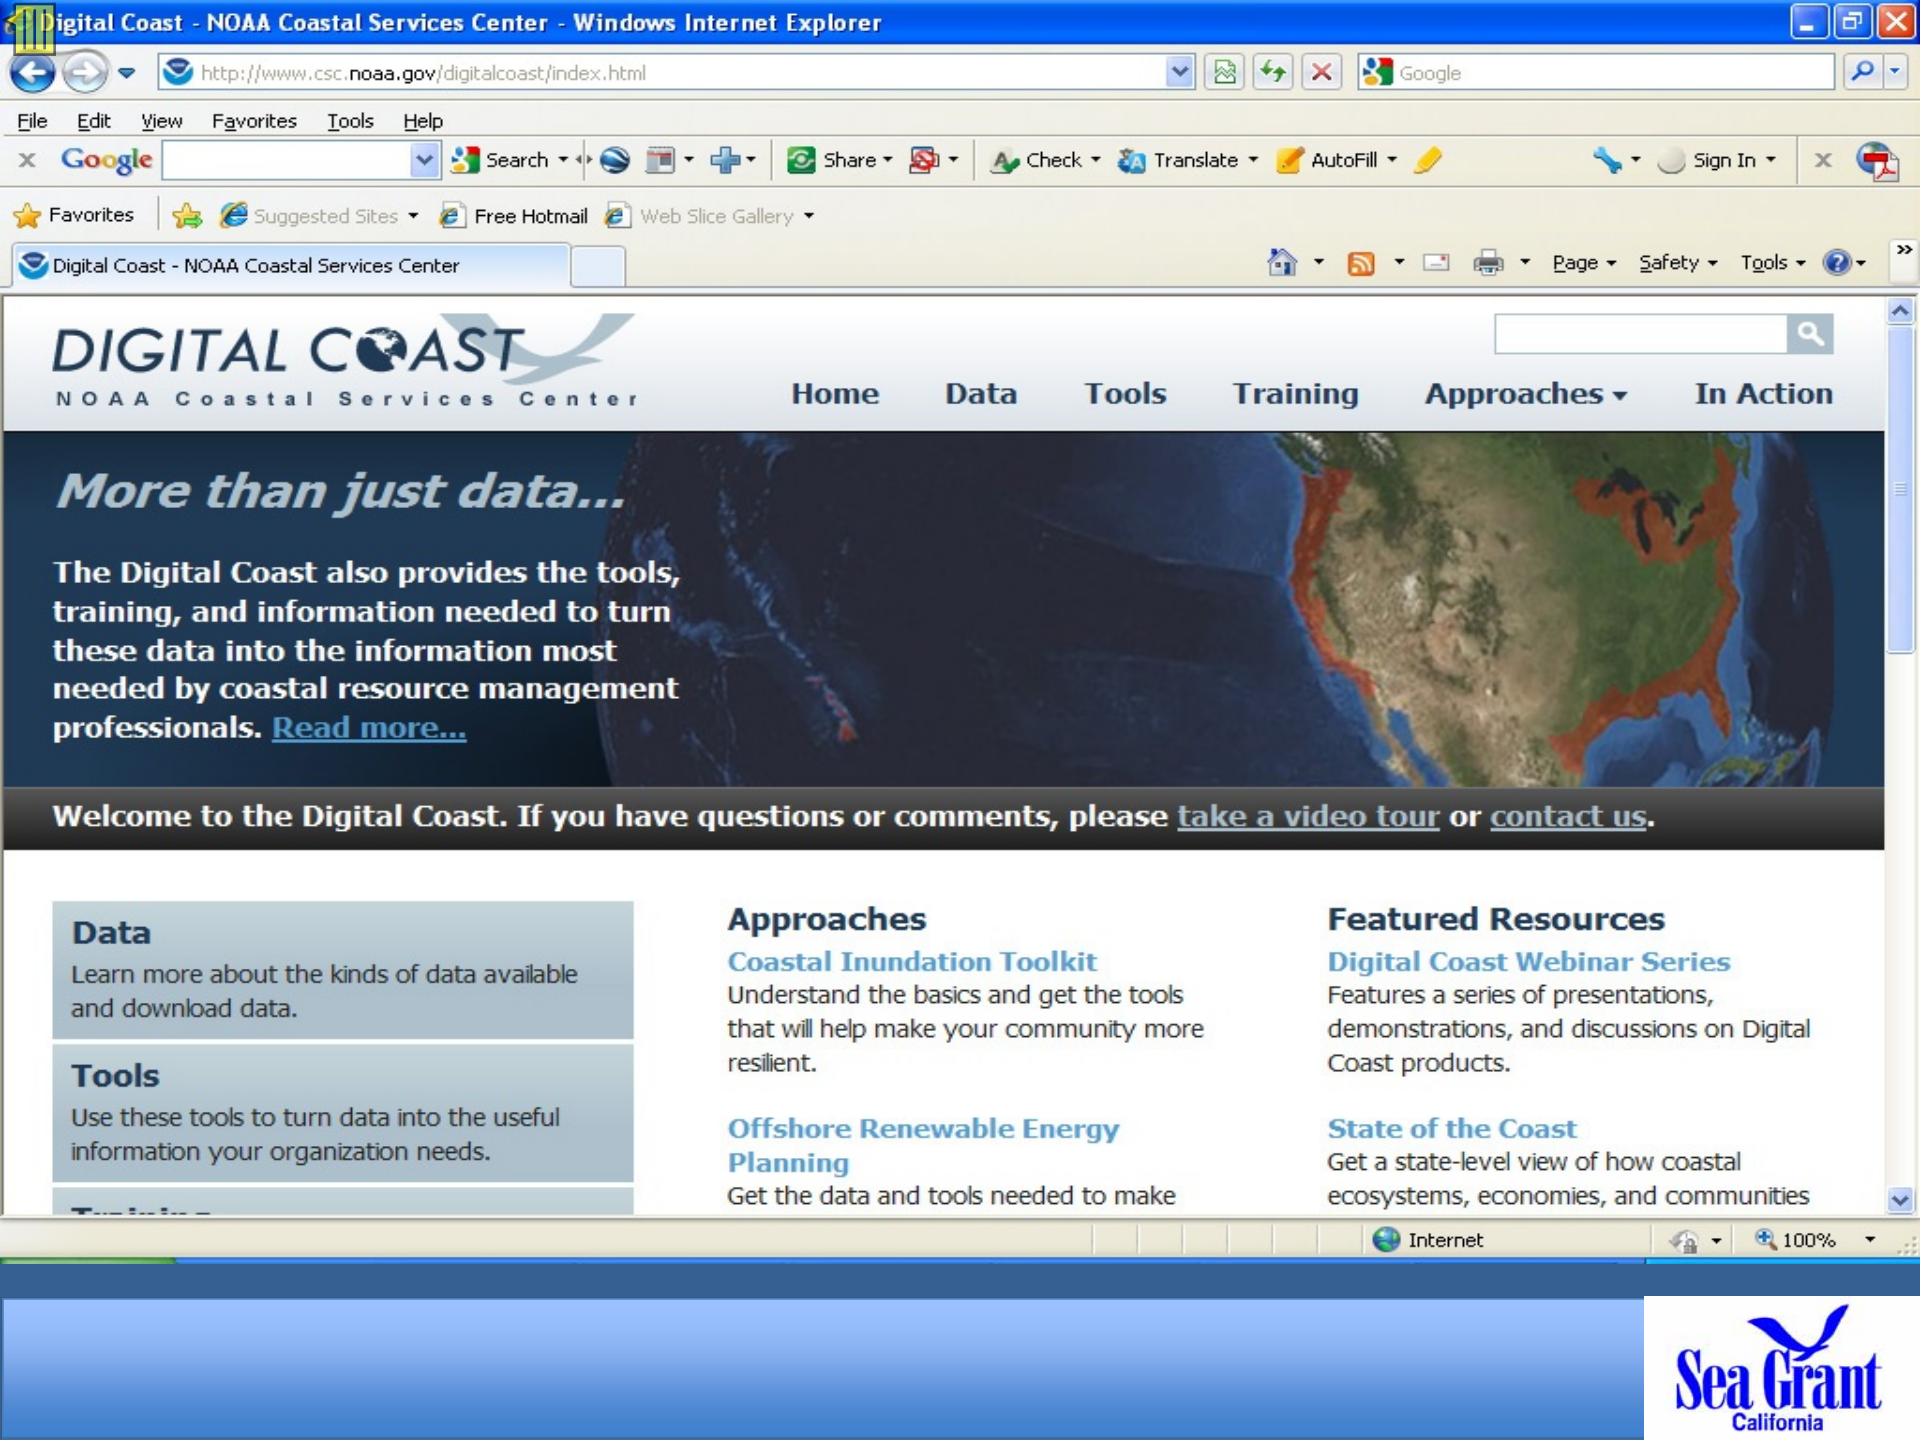 Digital Coast - NOAA Coastal Services Center - Windows Internet Explorer
http://www.csc.noaa.gov/digitalcoast/index.html
Google
File Edit View Favorites Tools Help
x Google Search Share Check Translate AutoFill Sign In x
Favorites Suggested Sites Free Hotmail Web Slice Gallery
Digital Coast - NOAA Coastal Services Center
Page Safety Tools
DIGITAL COAST
NOAA Coastal Services Center
Home Data Tools Training Approaches In Action
More than just data...
The Digital Coast also provides the tools,
training, and information needed to turn
these data into the information most
needed by coastal resource management
professionals. Read more...
Welcome to the Digital Coast. If you have questions or comments, please take a video tour or contact us.
Data
Learn more about the kinds of data available
and download data.
Tools
Use these tools to turn data into the useful
information your organization needs.
Approaches
Coastal Inundation Toolkit
Understand the basics and get the tools
that will help make your community more
resilient.
Offshore Renewable Energy
Planning
Get the data and tools needed to make
Featured Resources
Digital Coast Webinar Series
Features a series of presentations,
demonstrations, and discussions on Digital
Coast products.
State of the Coast
Get a state-level view of how coastal
ecosystems, economies, and communities
Internet
100%
Sea Grant
California